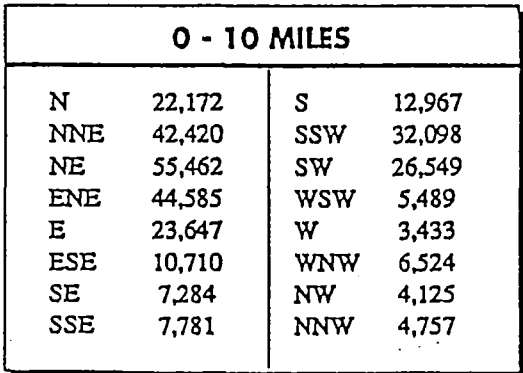 0 - 10 MILES
N 22,172 S 12,967
NNE 42,420 SSW 32,098
NE 55,462 SW 26,549
ENE 44,585 WSW 5,489
E 23,647 W 3,433
ESE 10,710 WNW 6,524
SE 7,284 NW 4,125
SSE 7,781 NNW 4,757